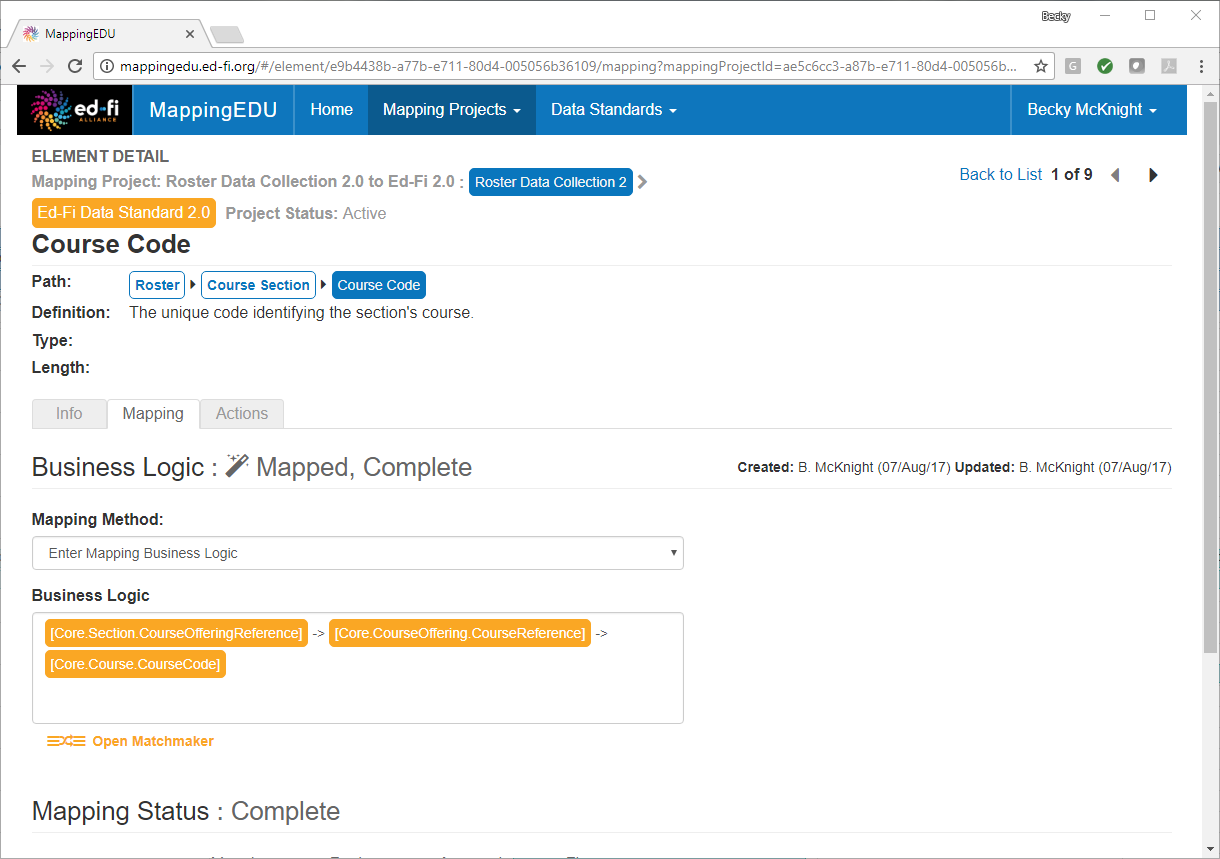 Becky
MappingEDU
mappingedu.ed-fi.org/#/element/e9b4438b-a77b-e711-80d4-005056b36109/mapping?mappingProjectId=ae5c6cc3-a87b-e711-80d4-005056b...
G
ed-fi
ALLIANCE
MappingEDU Home Mapping Projects Data Standards Becky McKnight
ELEMENT DETAIL
Mapping Project: Roster Data Collection 2.0 to Ed-Fi 2.0 : Roster Data Collection 2
Back to List 1 of 9
Ed-Fi Data Standard 2.0 Project Status: Active
Course Code
Path: Roster Course Section Course Code
Definition: The unique code identifying the section's course.
Type:
Length:
Info Mapping Actions
Business Logic : Mapped, Complete
Created: B. McKnight (07/Aug/17) Updated: B. McKnight (07/Aug/17)
Mapping Method:
Enter Mapping Business Logic
Business Logic
[Core.Section.CourseOfferingReference] -> [Core.CourseOffering.CourseReference] ->
[Core.Course.CourseCode]
Open Matchmaker
Mapping Status : Complete